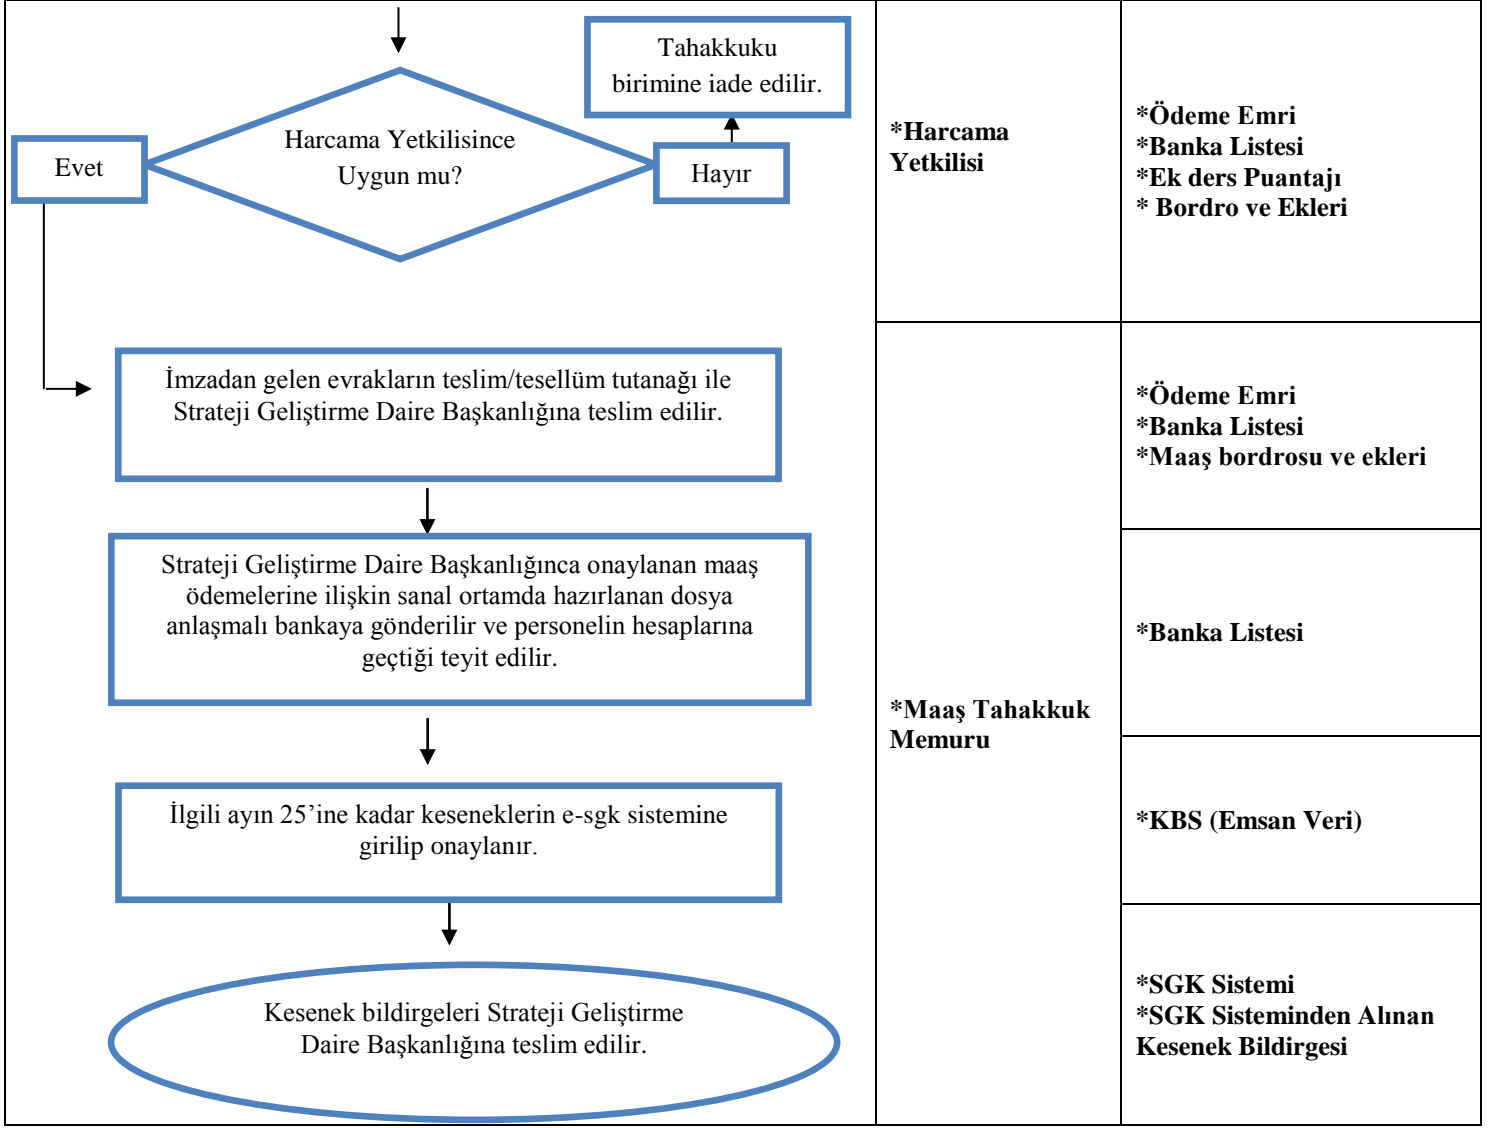 Tahakkuku
birimine iade edilir.
Harcama Yetkilisince
Uygun mu?
Evet
Hayır
*Harcama
Yetkilisi
*Ödeme Emri
*Banka Listesi
*Ek ders Puantajı
* Bordro ve Ekleri
İmzadan gelen evrakların teslim/tesellüm tutanağı ile
Strateji Geliştirme Daire Başkanlığına teslim edilir.
*Ödeme Emri
*Banka Listesi
*Maaş bordrosu ve ekleri
Strateji Geliştirme Daire Başkanlığınca onaylanan maaş
ödemelerine ilişkin sanal ortamda hazırlanan dosya
anlaşmalı bankaya gönderilir ve personelin hesaplarına
geçtiği teyit edilir.
*Banka Listesi
*Maaş Tahakkuk
Memuru
İlgili ayın 25’ine kadar keseneklerin e-sgk sistemine
girilip onaylanır.
*KBS (Emsan Veri)
Kesenek bildirgeleri Strateji Geliştirme
Daire Başkanlığına teslim edilir.
*SGK Sistemi
*SGK Sisteminden Alınan
Kesenek Bildirgesi